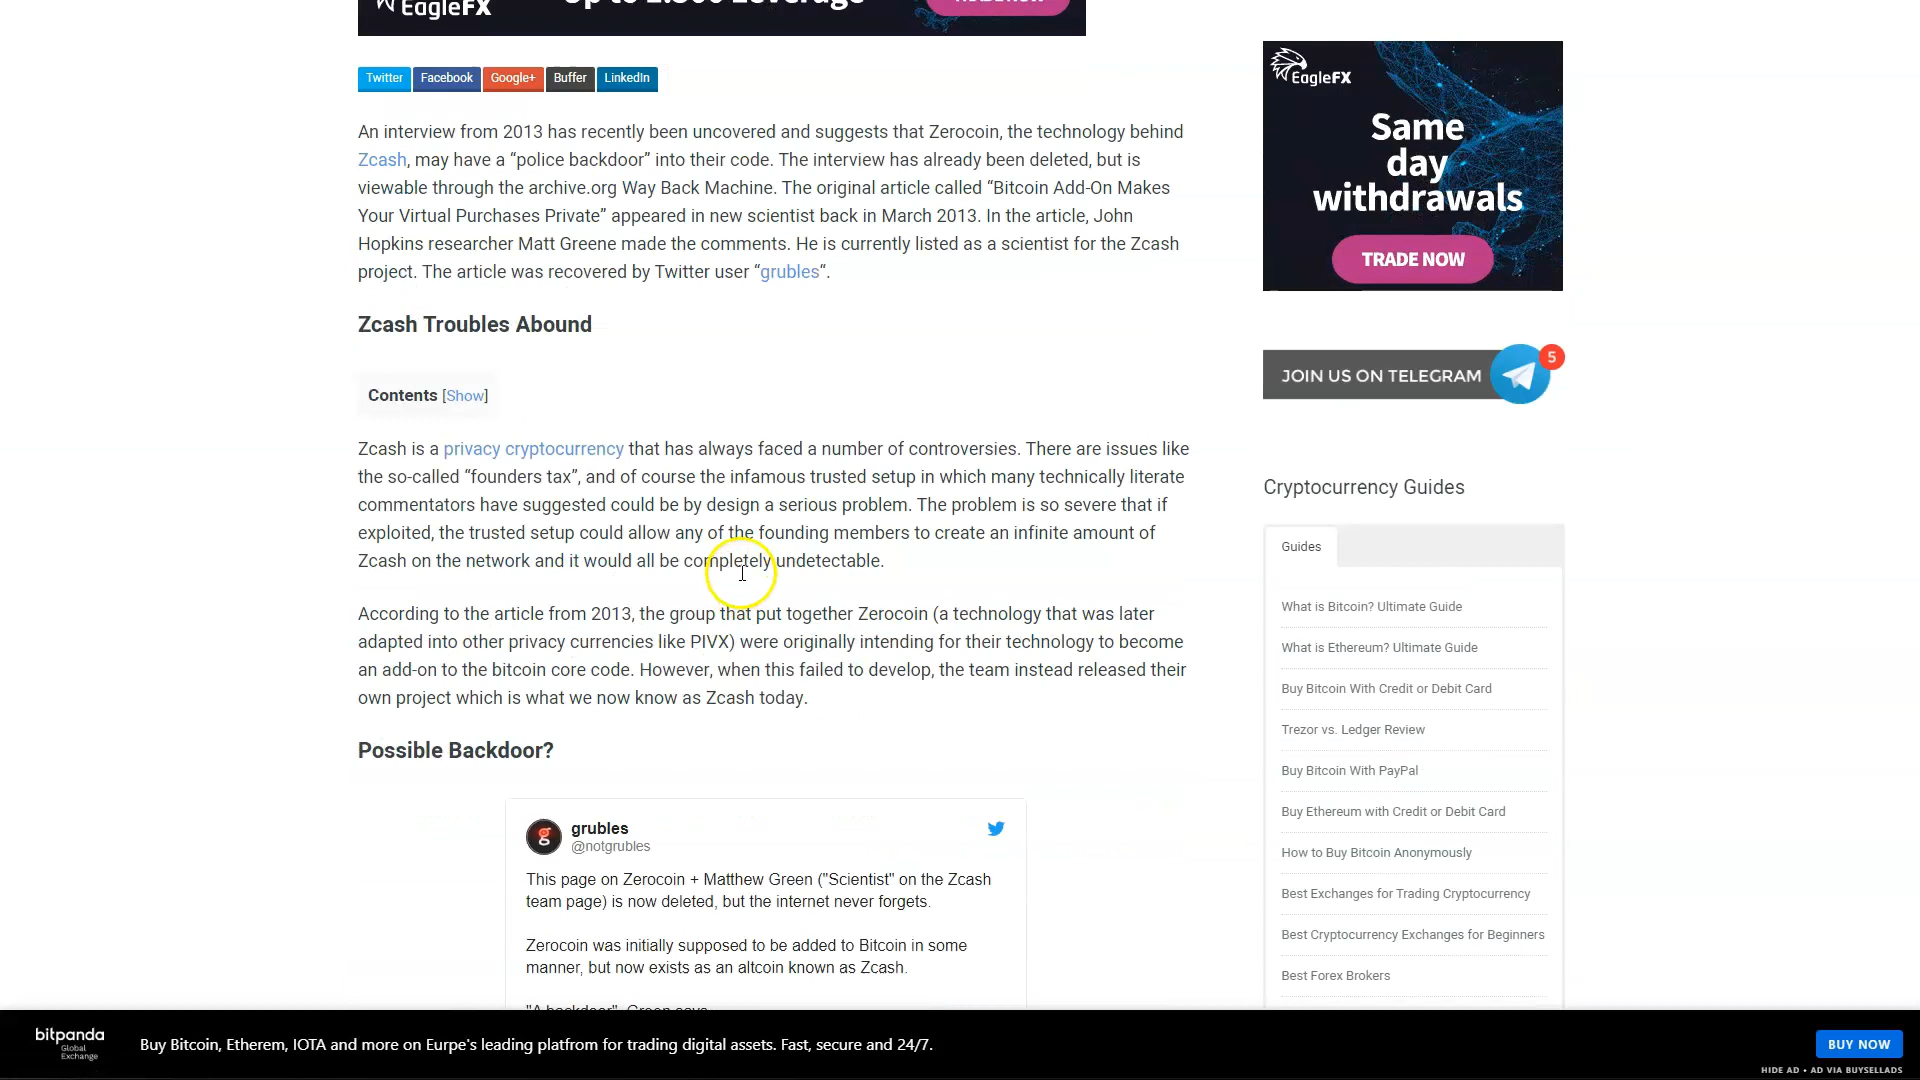 EagleFX
Twitter
Facebook
Google+
Buffer
LinkedIn
An interview from 2013 has recently been uncovered and suggests that Zerocoin, the technology behind
Zcash, may have a “police backdoor” into their code. The interview has already been deleted, but is
viewable through the archive.org Way Back Machine. The original article called “Bitcoin Add-On Makes
Your Virtual Purchases Private” appeared in new scientist back in March 2013. In the article, John
Hopkins researcher Matt Greene made the comments. He is currently listed as a scientist for the Zcash
project. The article was recovered by Twitter user “grubles“.
Zcash Troubles Abound
Contents [Show]
Zcash is a privacy cryptocurrency that has always faced a number of controversies. There are issues like
the so-called “founders tax”, and of course the infamous trusted setup in which many technically literate
commentators have suggested could be by design a serious problem. The problem is so severe that if
exploited, the trusted setup could allow any of the founding members to create an infinite amount of
Zcash on the network and it would all be completely undetectable.
According to the article from 2013, the group that put together Zerocoin (a technology that was later
adapted into other privacy currencies like PIVX) were originally intending for their technology to become
an add-on to the bitcoin core code. However, when this failed to develop, the team instead released their
own project which is what we now know as Zcash today.
Possible Backdoor?
grubles
@notgrubles
This page on Zerocoin + Matthew Green ("Scientist" on the Zcash
team page) is now deleted, but the internet never forgets.
Zerocoin was initially supposed to be added to Bitcoin in some
manner, but now exists as an altcoin known as Zcash.
EagleFX
Same
day
withdrawals
TRADE NOW
JOIN US ON TELEGRAM
5
Cryptocurrency Guides
Guides
What is Bitcoin? Ultimate Guide
What is Ethereum? Ultimate Guide
Buy Bitcoin With Credit or Debit Card
Trezor vs. Ledger Review
Buy Bitcoin With PayPal
Buy Ethereum with Credit or Debit Card
How to Buy Bitcoin Anonymously
Best Exchanges for Trading Cryptocurrency
Best Cryptocurrency Exchanges for Beginners
Best Forex Brokers
bitpanda
Global
Exchange
Buy Bitcoin, Etherem, IOTA and more on Eurpe's leading platfrom for trading digital assets. Fast, secure and 24/7.
BUY NOW
HIDE AD • AD VIA BUYSELLADS